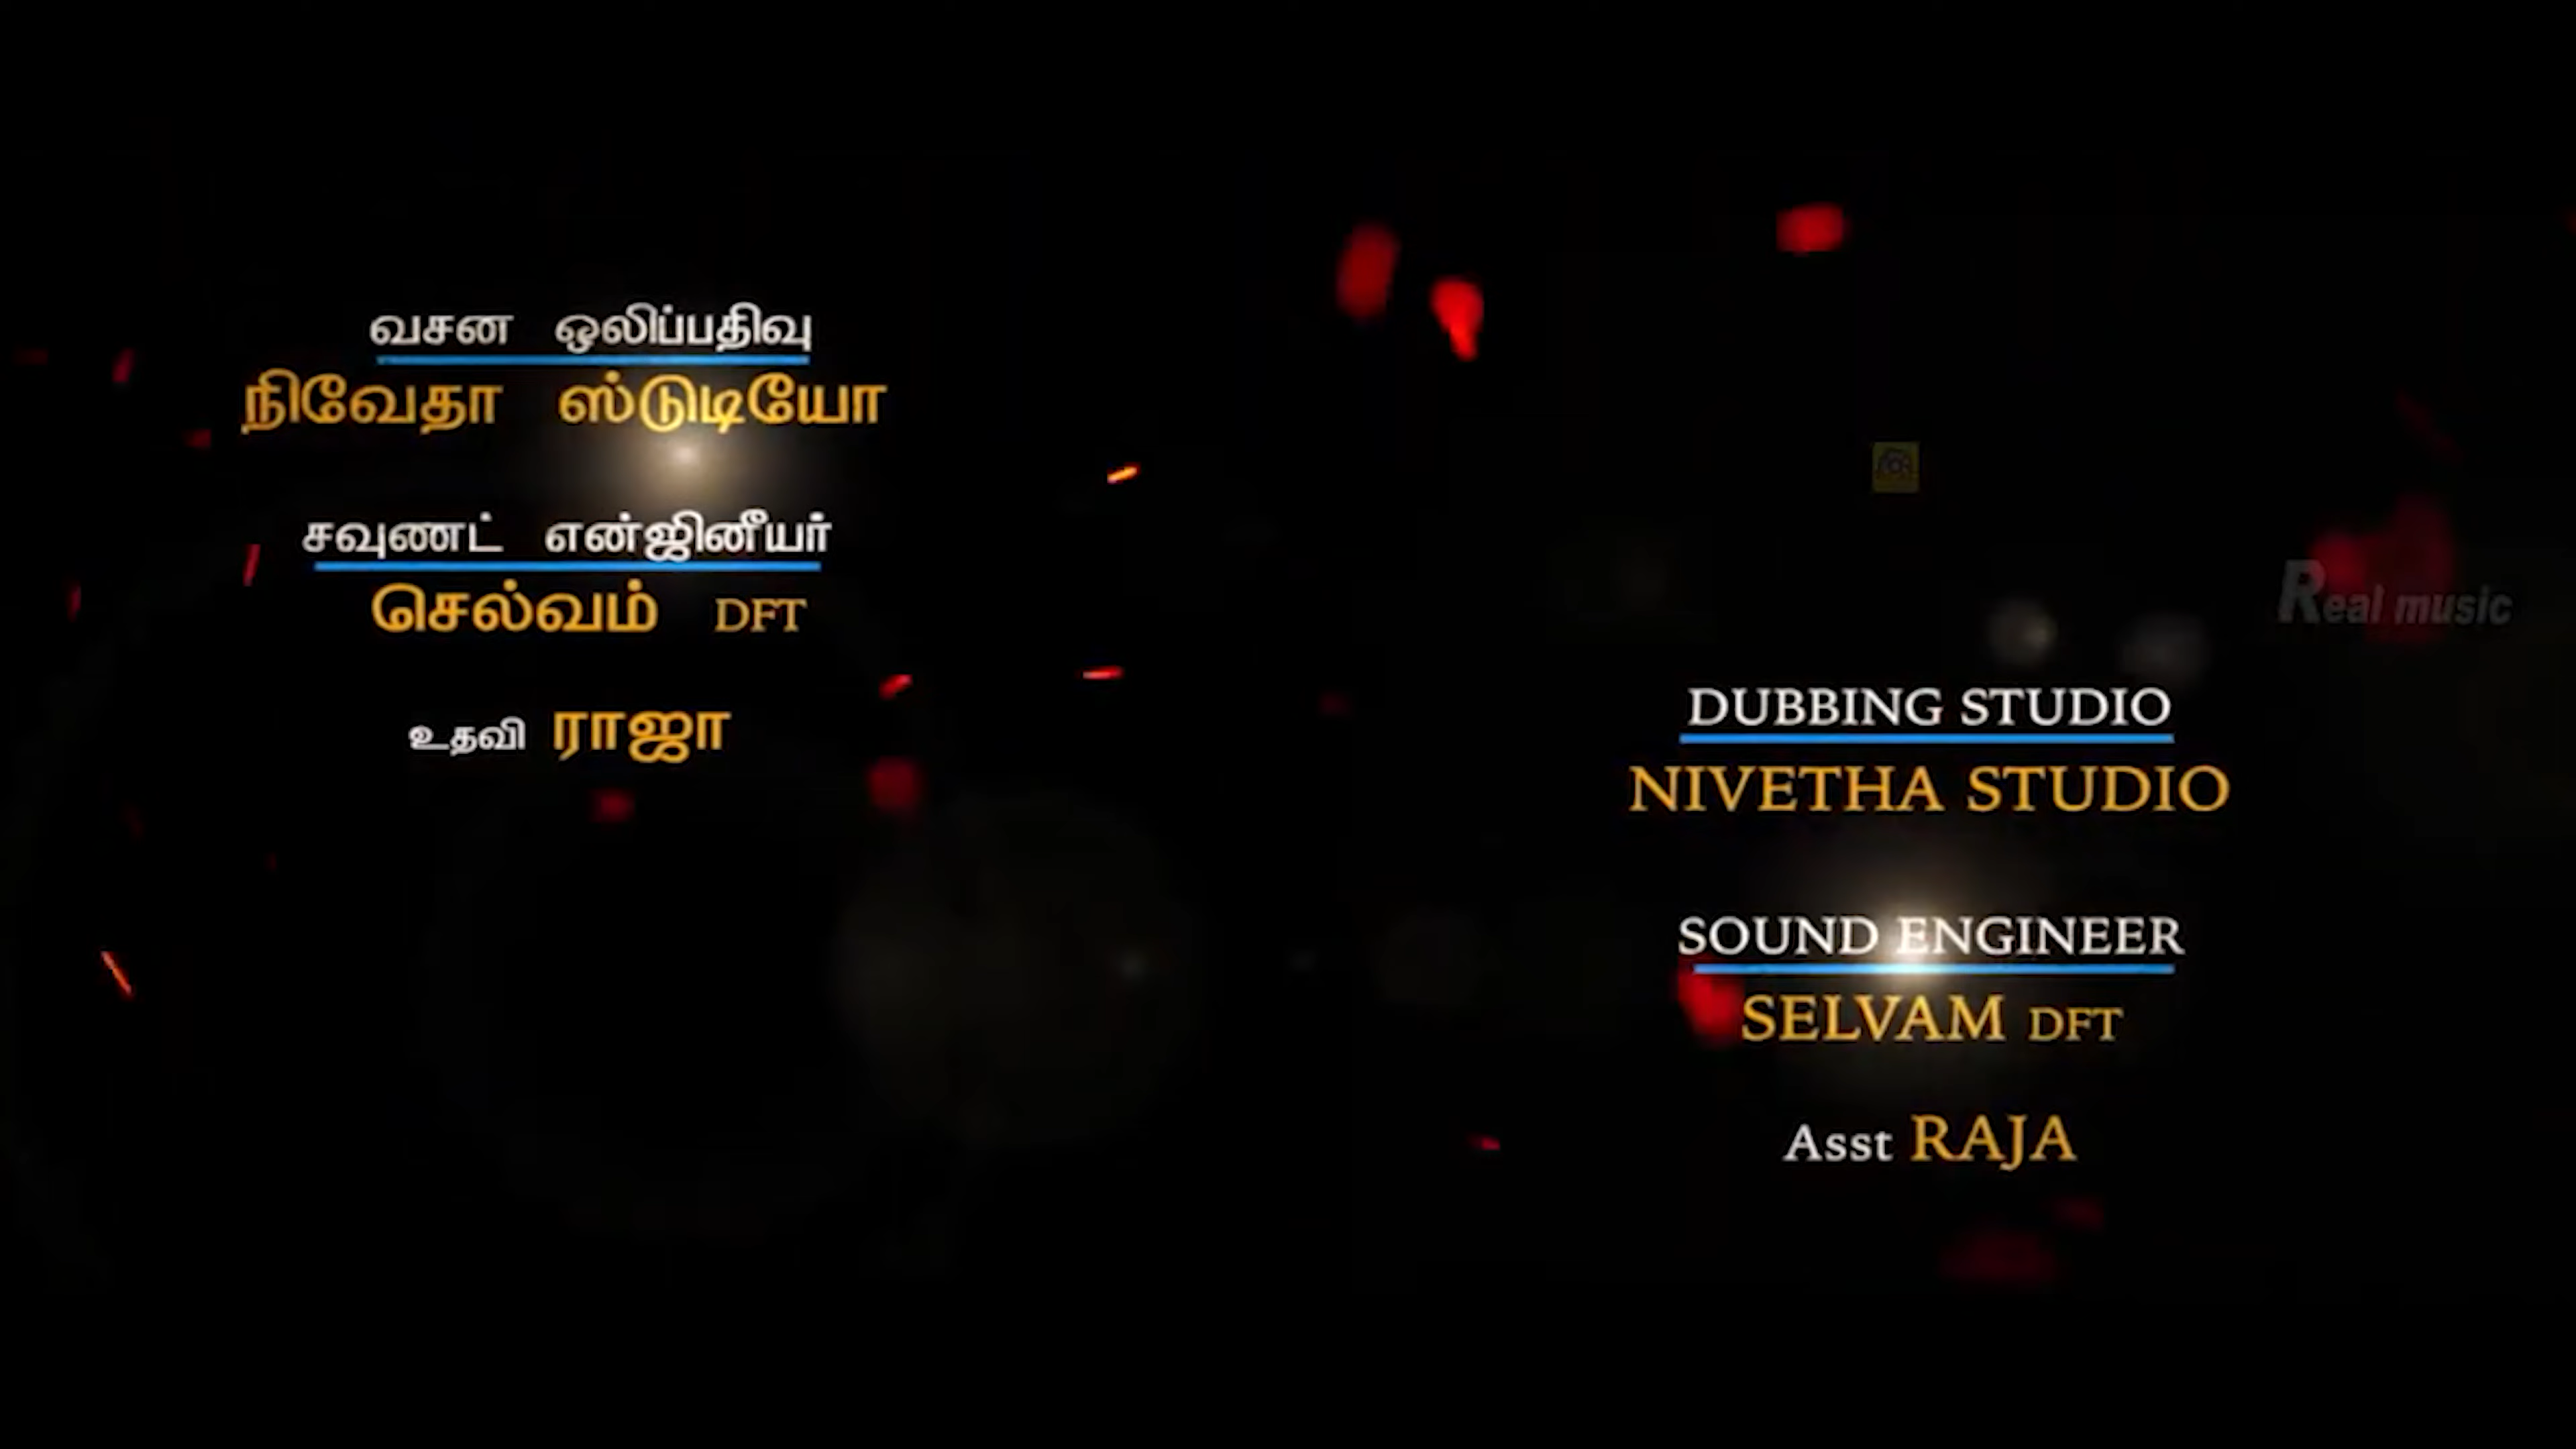 வசன ஒலிப்பதிவு
நிவேதா ஸ்டுடியோ
சவுண்ட் என்ஜினீயர்
செல்வம் DFT
உதவி ராஜா
Real music
DUBBING STUDIO
NIVETHA STUDIO
SOUND ENGINEER
SELVAM DFT
Asst RAJA